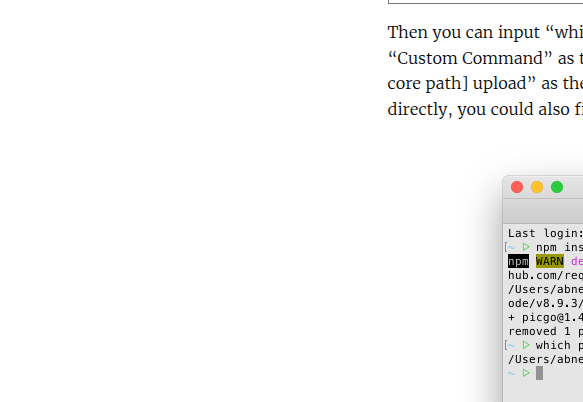 Then you can input “whi
“Custom Command” as t
core path] upload” as the
directly, you could also fi
Last login:
[~ ▷ npm ins
npm WARN de
hub.com/req
/Users/abne
ode/v8.9.3/
+ picgo@1.4
removed 1 p
[~ ▷ which p
/Users/abne
~ ▷